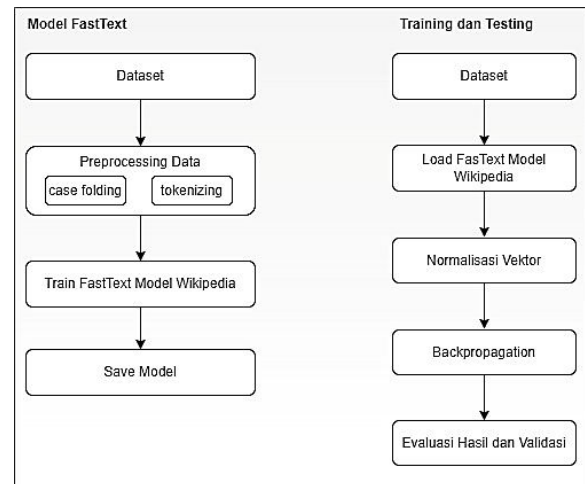 Model FastText
Dataset
Preprocessing Data
case folding
tokenizing
Train FastText Model Wikipedia
Save Model
Training dan Testing
Dataset
Load FasText Model
Wikipedia
Normalisasi Vektor
Backpropagation
Evaluasi Hasil dan Validasi